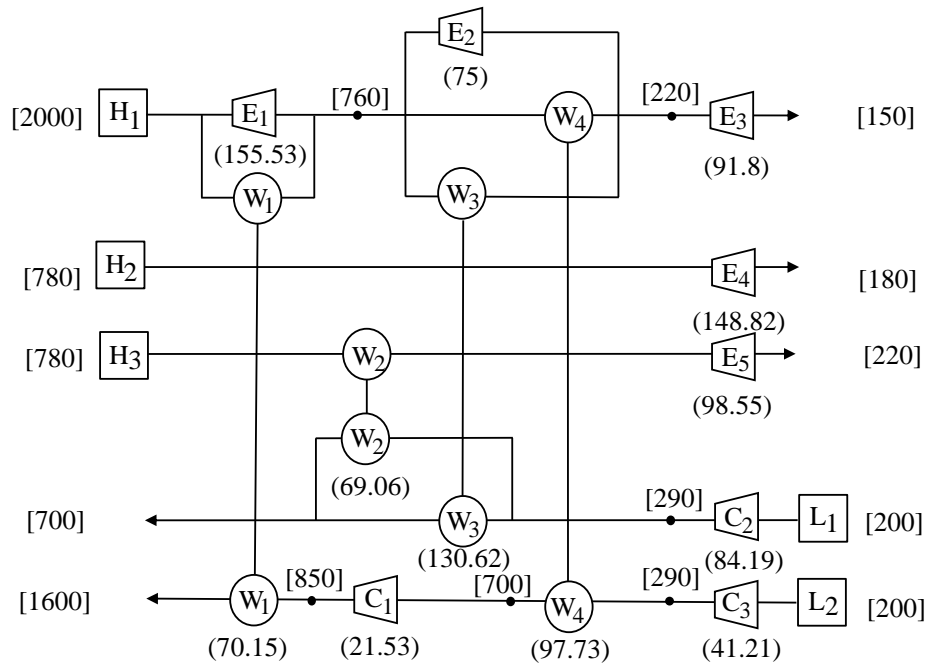 E2
(75)
[2000] H1 E1 [760] W4 [220] E3 [150]
(155.53) (91.8)
W1 W3
[780] H2 E4 [180]
(148.82)
[780] H3 W2 E5 [220]
(98.55)
W2
(69.06)
[700] W3 [290] C2 L1 [200]
(130.62) (84.19)
[1600] W1 [850] C1 [700] W4 [290] C3 L2 [200]
(70.15) (21.53) (97.73) (41.21)